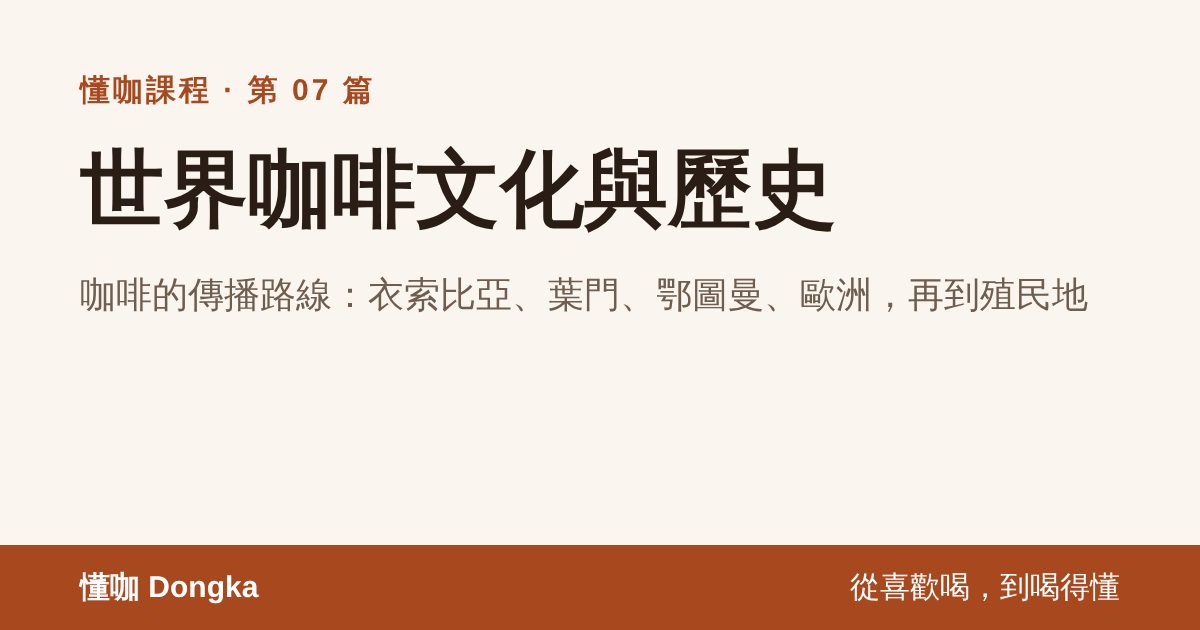 懂咖課程 · 第 07 篇
世界咖啡文化與歷史
咖啡的傳播路線：衣索比亞、葉門、鄂圖曼、歐洲，再到殖民地
懂咖 Dongka
從喜歡喝，到喝得懂